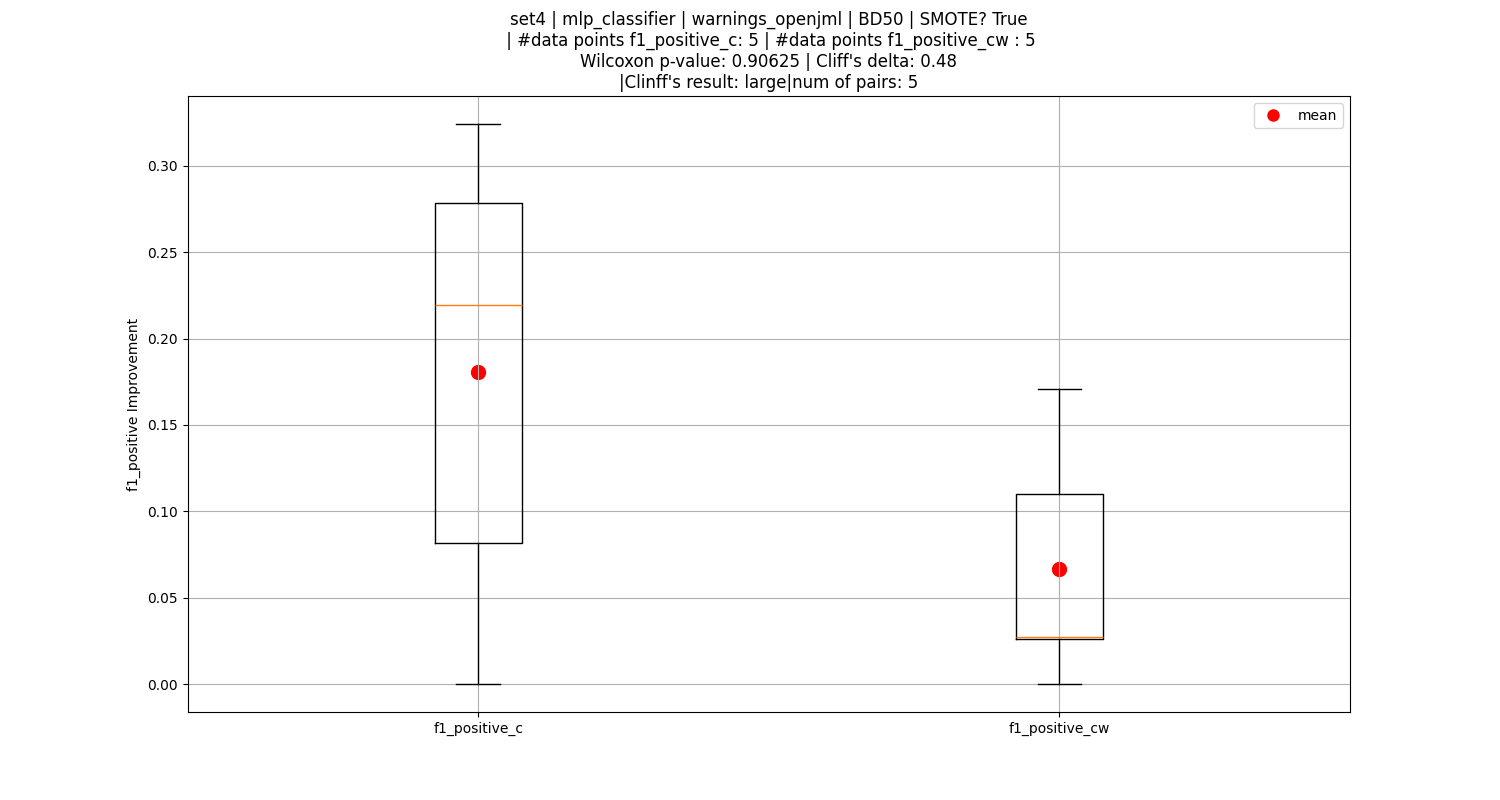 set4 | mlp_classifier | warnings_openjml | BD50 | SMOTE? True
| #data points f1_positive_c: 5 | #data points f1_positive_cw : 5
Wilcoxon p-value: 0.90625 | Cliff's delta: 0.48
|Clinff's result: large|num of pairs: 5
mean
0.30
0.25
0.20
0.15
0.10
0.05
0.00
f1_positive Improvement
f1_positive_c
f1_positive_cw